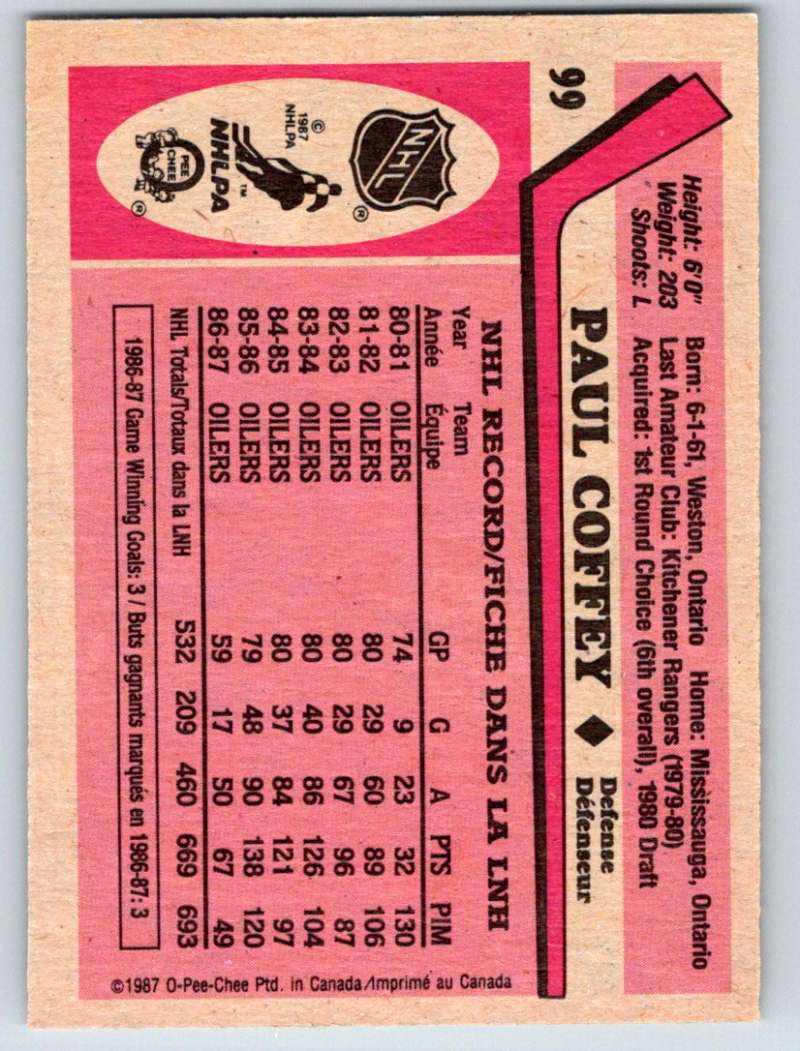 99
Height: 6'0" Born: 6-1-61, Weston, Ontario Home: Mississauga, Ontario
Weight: 203 Last Amateur Club: Kitchener Rangers (1979-80)
Shoots: L Acquired: 1st Round Choice (6th overall), 1980 Draft
PAUL COFFEY ♦ Defense
Défenseur
NHL
®
© 1987 NHLPA
NHLPA™
O PEE CHEE
®
NHL RECORD/FICHE DANS LA LNH
Year Team
Année Équipe GP G A PTS PIM
80-81 OILERS 74 9 23 32 130
81-82 OILERS 80 29 60 89 106
82-83 OILERS 80 29 67 96 87
83-84 OILERS 80 40 86 126 104
84-85 OILERS 80 37 84 121 97
85-86 OILERS 79 48 90 138 120
86-87 OILERS 59 17 50 67 49
NHL Totals/Totaux dans la LNH 532 209 460 669 693
1986-87 Game Winning Goals: 3 / Buts gagnants marqués en 1986-87: 3
©1987 O-Pee-Chee Ptd. in Canada/Imprimé au Canada